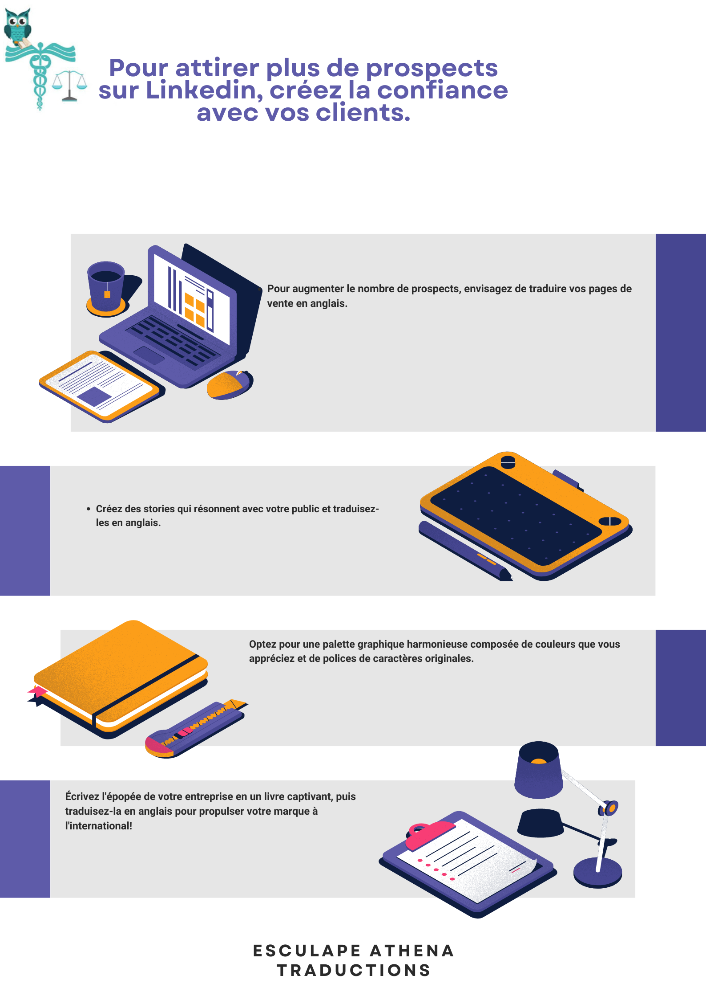 Pour attirer plus de prospects
sur Linkedin, créez la confiance
avec vos clients.
• Pour augmenter le nombre de prospects, envisagez de traduire vos pages de
vente en anglais.
• Créez des stories qui résonnent avec votre public et traduisez-
les en anglais.
Optez pour une palette graphique harmonieuse composée de couleurs que vous
appréciez et de polices de caractères originales.
Écrivez l'épopée de votre entreprise en un livre captivant, puis
traduisez-la en anglais pour propulser votre marque à
l'international!
ESCULAPE ATHENA
TRADUCTIONS